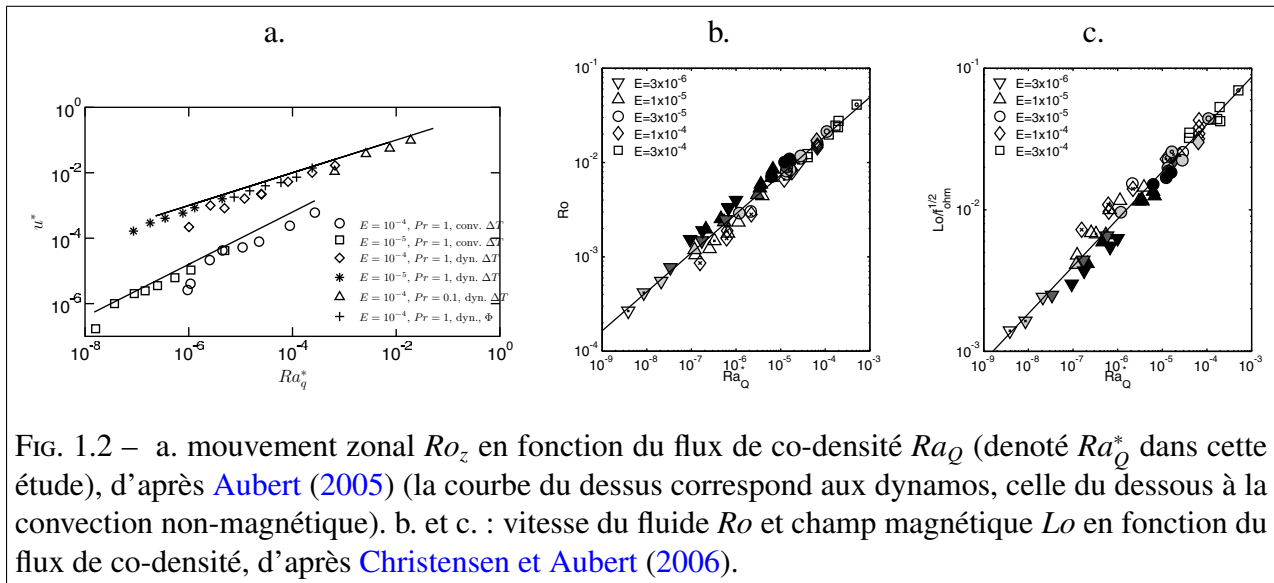 a.
10^0
10^-2
10^-4
10^-6
u*
10^-8
10^-6
10^-4
10^-2
10^0
Ra*_q
E = 10^-4, Pr = 1, conv. ΔT
E = 10^-5, Pr = 1, conv. ΔT
E = 10^-4, Pr = 1, dyn. ΔT
E = 10^-5, Pr = 1, dyn. ΔT
E = 10^-4, Pr = 0.1, dyn. ΔT
E = 10^-4, Pr = 1, dyn., Φ
b.
10^-1
10^-2
10^-3
Ro
E=3x10^-6
E=1x10^-5
E=3x10^-5
E=1x10^-4
E=3x10^-4
10^-9
10^-8
10^-7
10^-6
10^-5
10^-4
10^-3
Ra*_Q
c.
10^-1
10^-2
10^-3
Lo/f_ohm^1/2
E=3x10^-6
E=1x10^-5
E=3x10^-5
E=1x10^-4
E=3x10^-4
10^-9
10^-8
10^-7
10^-6
10^-5
10^-4
10^-3
Ra*_Q
FIG. 1.2 – a. mouvement zonal Ro_z en fonction du flux de co-densité Ra_Q (denoté Ra*_Q dans cette
étude), d'après Aubert (2005) (la courbe du dessus correspond aux dynamos, celle du dessous à la
convection non-magnétique). b. et c. : vitesse du fluide Ro et champ magnétique Lo en fonction du
flux de co-densité, d'après Christensen et Aubert (2006).